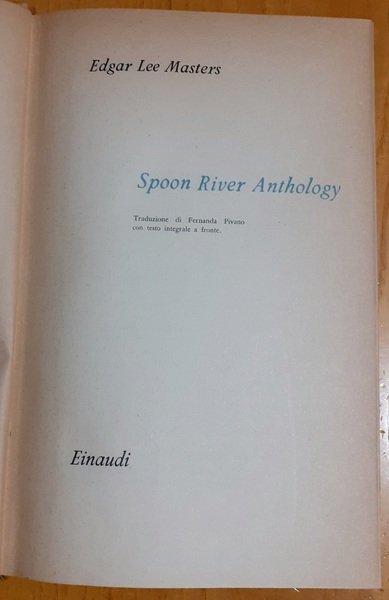 Edgar Lee Masters
Spoon River Anthology
Traduzione di Fernanda Pivano
con testo integrale a fronte.
Einaudi